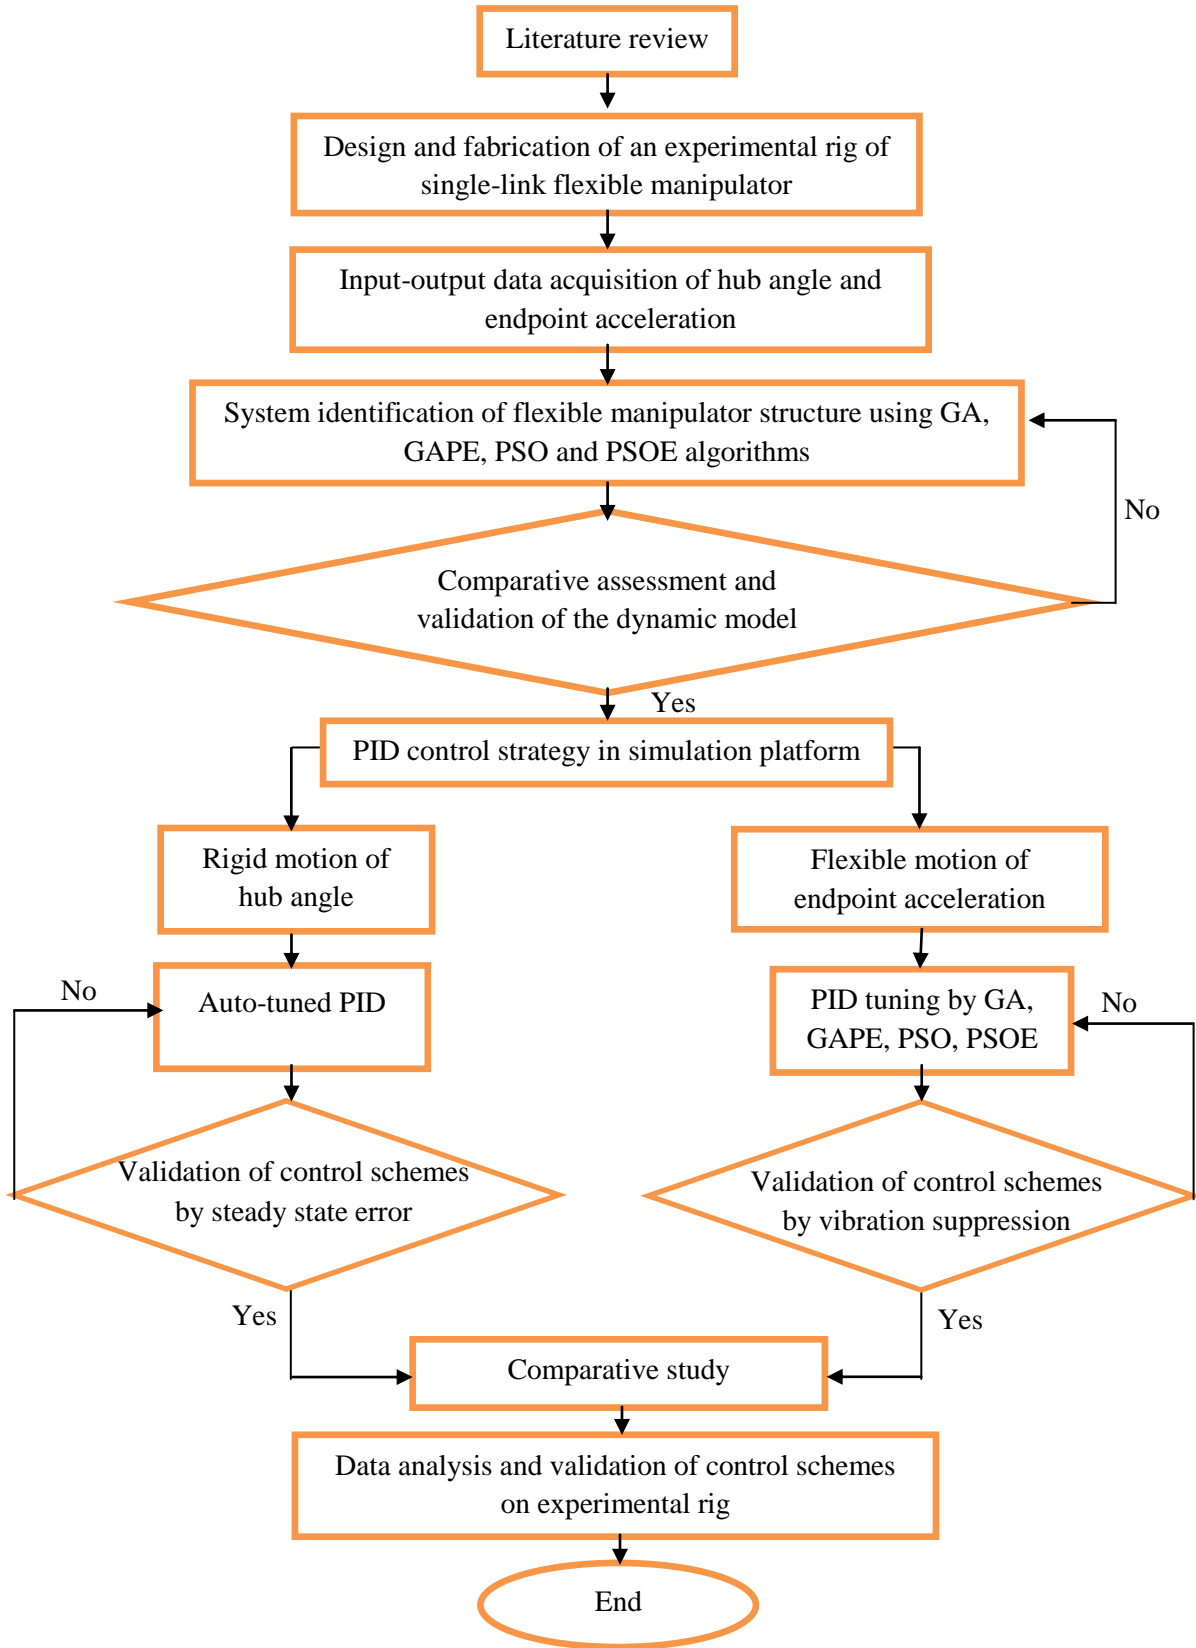 Literature review
Design and fabrication of an experimental rig of
single-link flexible manipulator
Input-output data acquisition of hub angle and
endpoint acceleration
System identification of flexible manipulator structure using GA,
GAPE, PSO and PSOE algorithms
No
Comparative assessment and
validation of the dynamic model
Yes
PID control strategy in simulation platform
Rigid motion of
hub angle
Flexible motion of
endpoint acceleration
No
Auto-tuned PID
PID tuning by GA,
GAPE, PSO, PSOE
No
Validation of control schemes
by steady state error
Validation of control schemes
by vibration suppression
Yes
Yes
Comparative study
Data analysis and validation of control schemes
on experimental rig
End